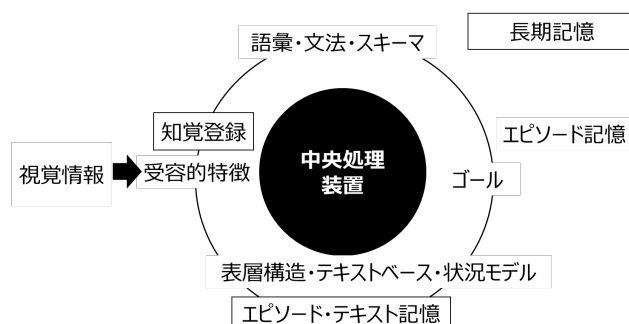 語彙・文法・スキーマ
長期記憶
知覚登録
エピソード記憶
視覚情報
受容的特徴
中央処理
装置
ゴール
表層構造・テキストベース・状況モデル
エピソード・テキスト記憶